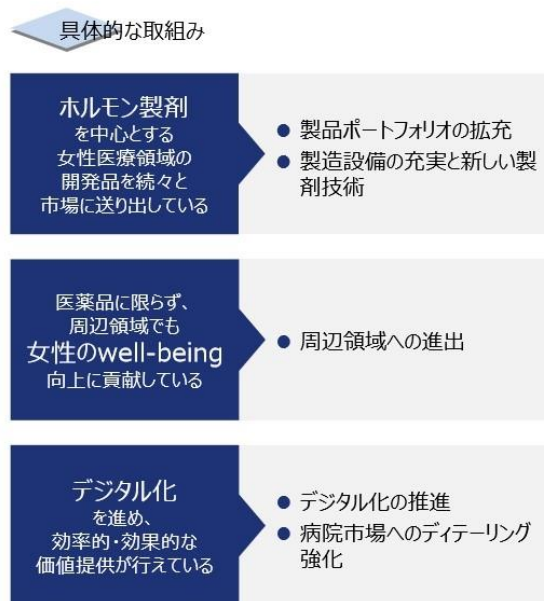 具体的な取組み
ホルモン製剤
を中心とする
女性医療領域の
開発品を続々と
市場に送り出している
● 製品ポートフォリオの拡充
● 製造設備の充実と新しい製
剤技術
医薬品に限らず、
周辺領域でも
女性のwell-being
向上に貢献している
● 周辺領域への進出
デジタル化
を進め、
効率的・効果的な
価値提供が行えている
● デジタル化の推進
● 病院市場へのディテーリング
強化